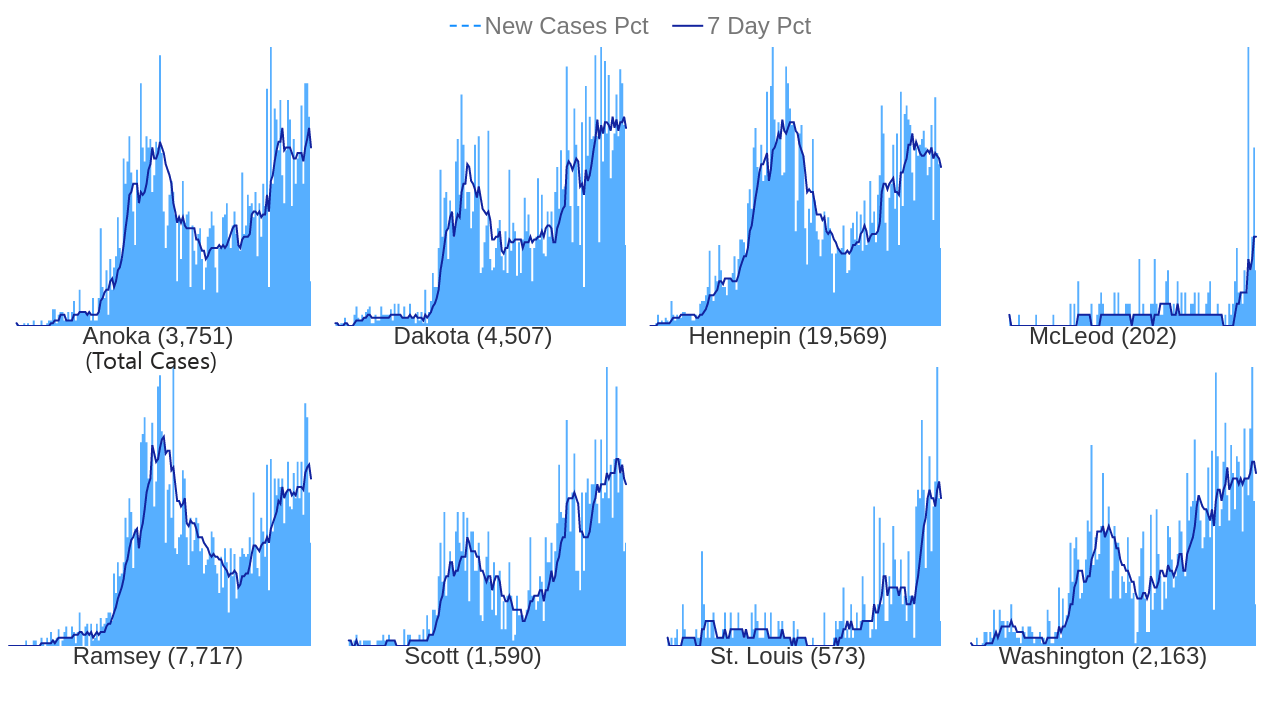 New Cases Pct 7 Day Pct
Anoka (3,751) Dakota (4,507) Hennepin (19,569) McLeod (202)
(Total Cases)
Ramsey (7,717) Scott (1,590) St. Louis (573) Washington (2,163)